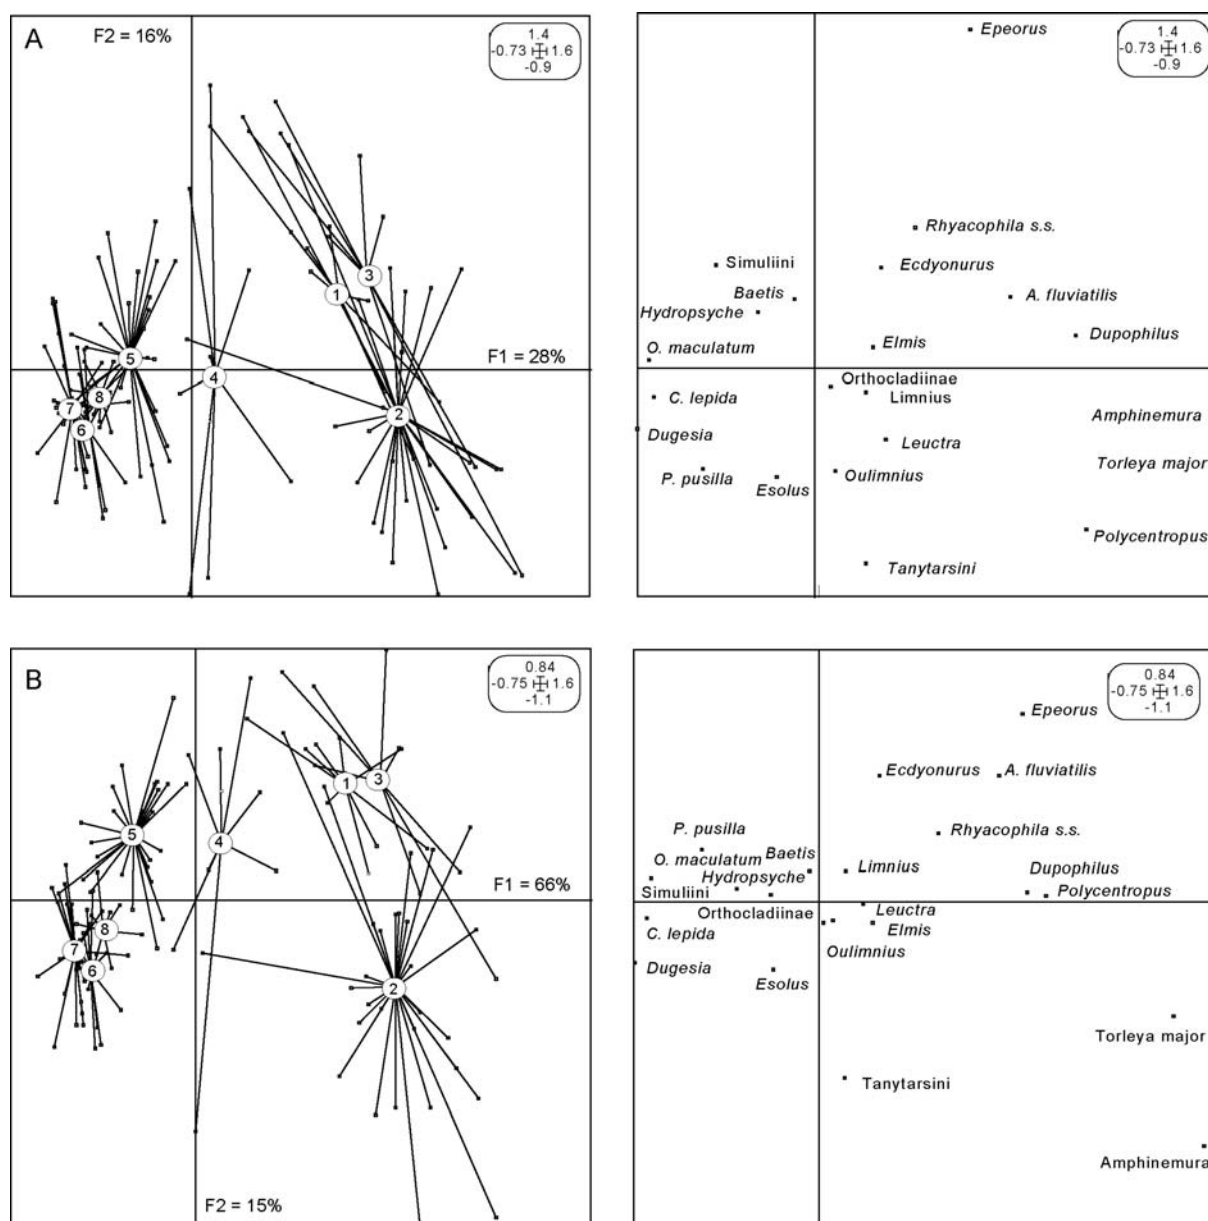 A
F2 = 16%
1.4
-0.73 1.6
-0.9
3
1
F1 = 28%
5
4
8
7
2
6
Epeorus
1.4
-0.73 1.6
-0.9
Rhyacophila s.s.
Simuliini
Ecdyonurus
Baetis
A. fluviatilis
Hydropsyche
Dupophilus
O. maculatum
Elmis
Orthocladiinae
C. lepida
Limnius
Amphinemura
Dugesia
Leuctra
Torleya major
P. pusilla
Oulimnius
Esolus
Polycentropus
Tanytarsini
B
0.84
-0.75 1.6
-1.1
1
3
5
4
F1 = 66%
8
7
6
2
F2 = 15%
0.84
-0.75 1.6
-1.1
Epeorus
Ecdyonurus
A. fluviatilis
P. pusilla
Rhyacophila s.s.
O. maculatum
Baetis
Limnius
Dupophilus
Hydropsyche
Simuliini
Polycentropus
Orthocladiinae
Leuctra
C. lepida
Elmis
Oulimnius
Dugesia
Esolus
Torleya major
Tanytarsini
Amphinemura